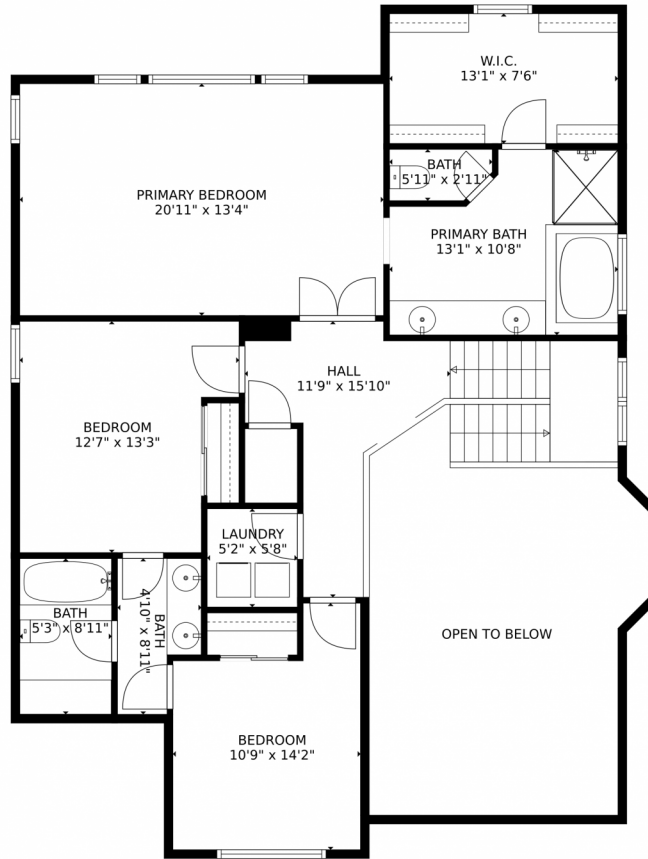 W.I.C.
13'1" x 7'6"
BATH
5'11" x 2'11"
PRIMARY BEDROOM
20'11" x 13'4"
PRIMARY BATH
13'1" x 10'8"
HALL
11'9" x 15'10"
BEDROOM
12'7" x 13'3"
LAUNDRY
5'2" x 5'8"
BATH
5'3" x 8'11"
BATH
4'10" x 8'11"
OPEN TO BELOW
BEDROOM
10'9" x 14'2"